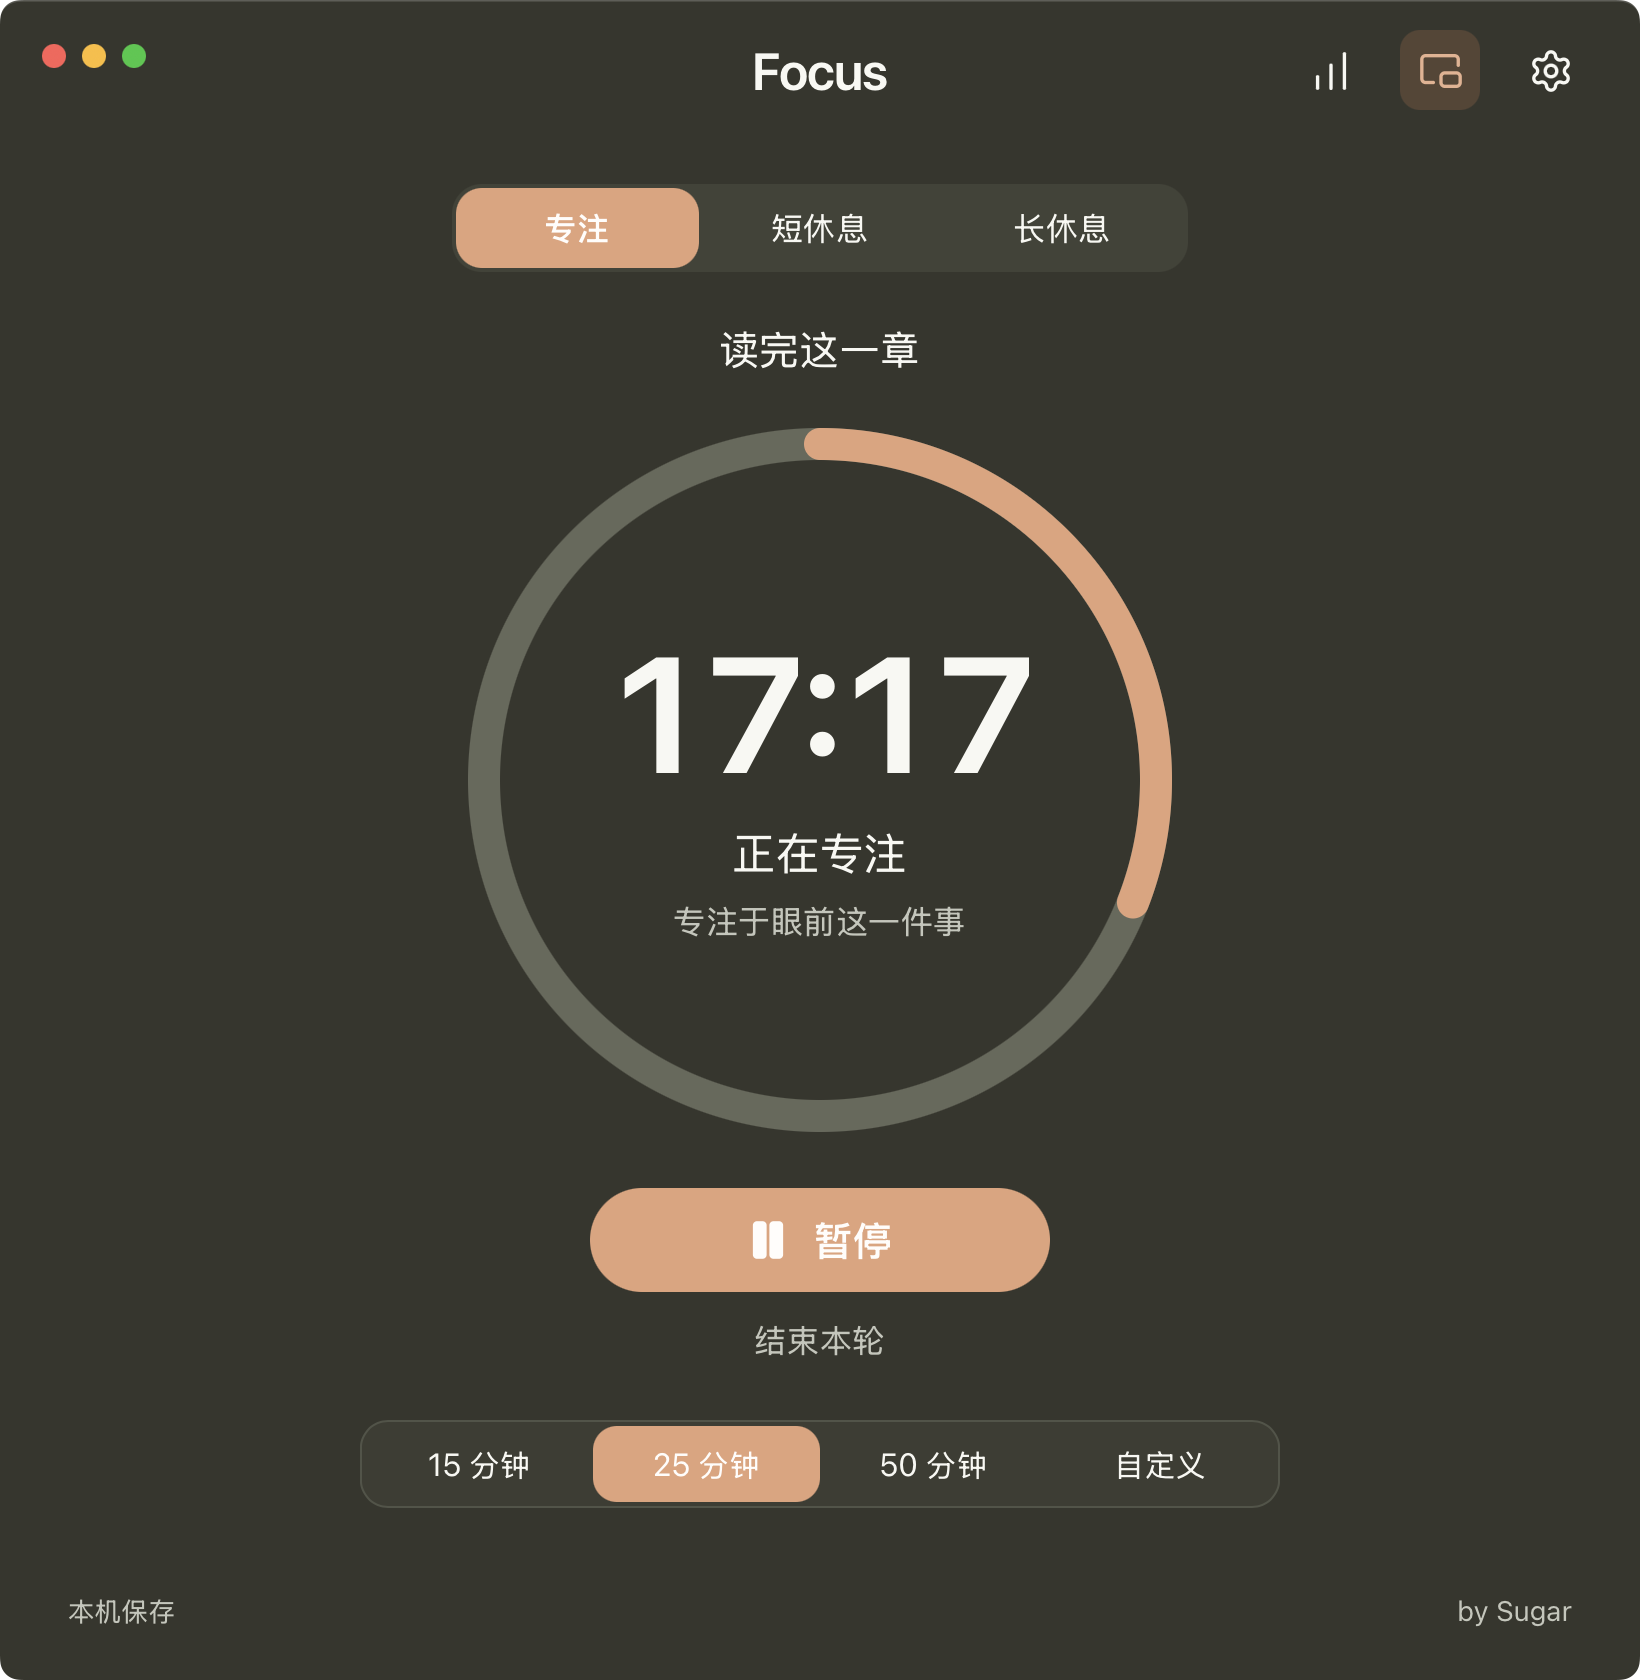 Focus
专注
短休息
长休息
读完这一章
17:17
正在专注
专注于眼前这一件事
暂停
结束本轮
15 分钟
25 分钟
50 分钟
自定义
本机保存
by Sugar